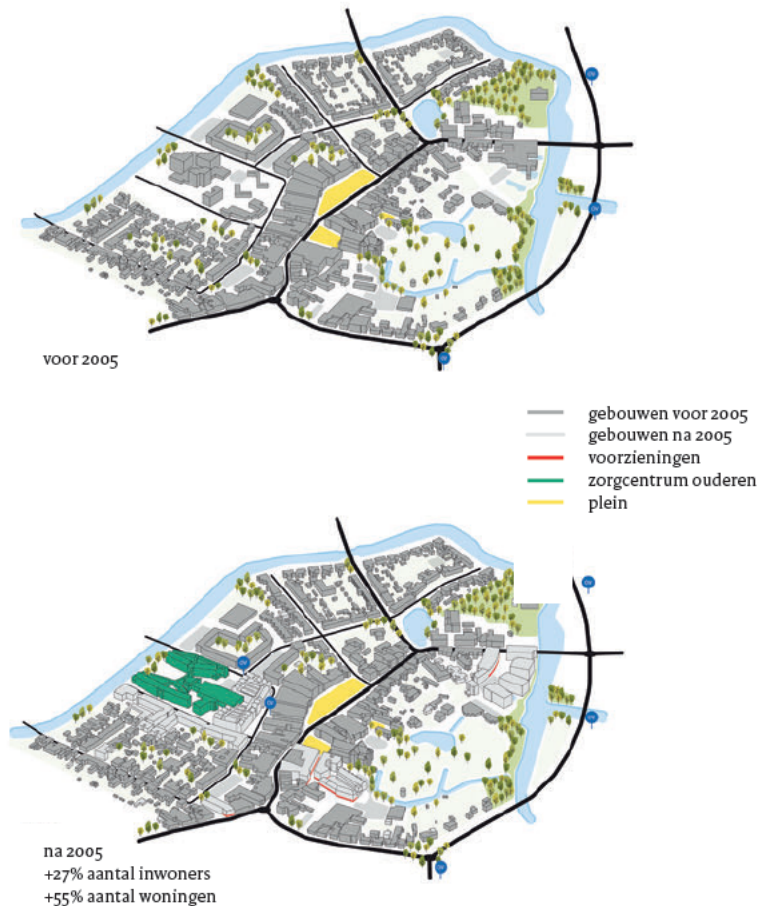 voor 2005
gebouwen voor 2005
gebouwen na 2005
voorzieningen
zorgcentrum ouderen
plein
na 2005
+27% aantal inwoners
+55% aantal woningen